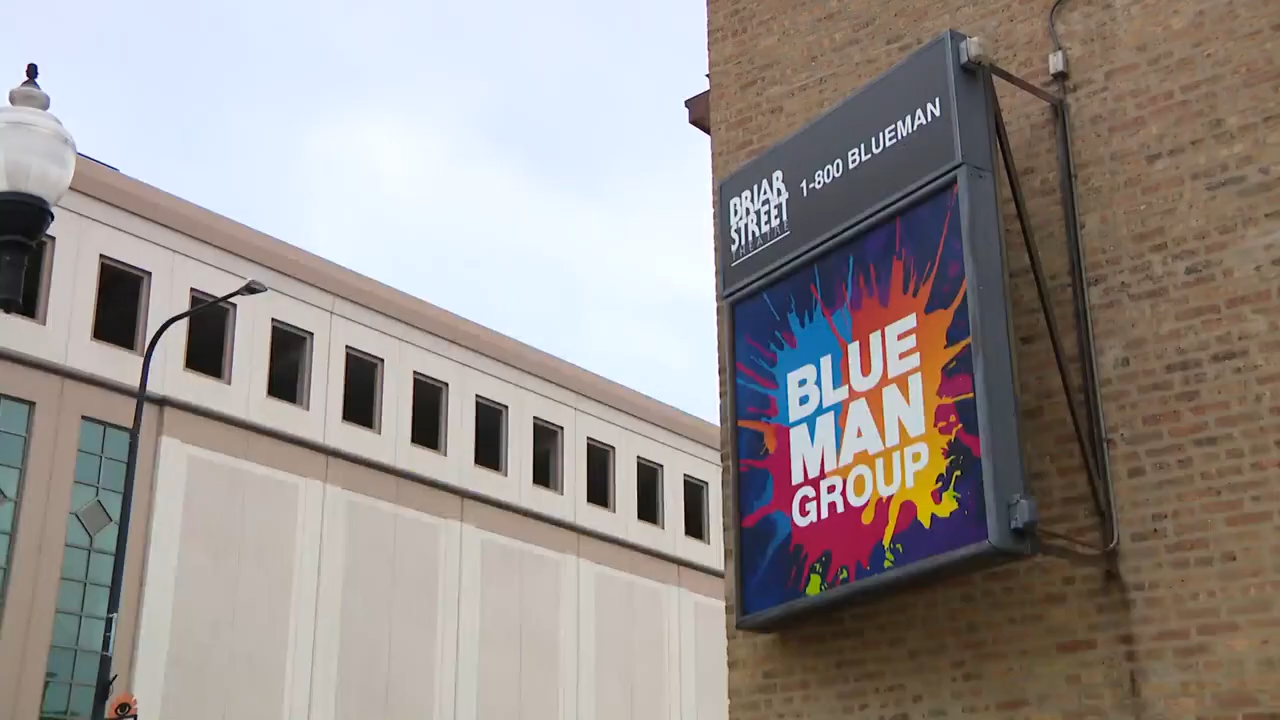 BRIAR
STREET
THEATRE
1-800 BLUEMAN
BLUE
MAN
GROUP